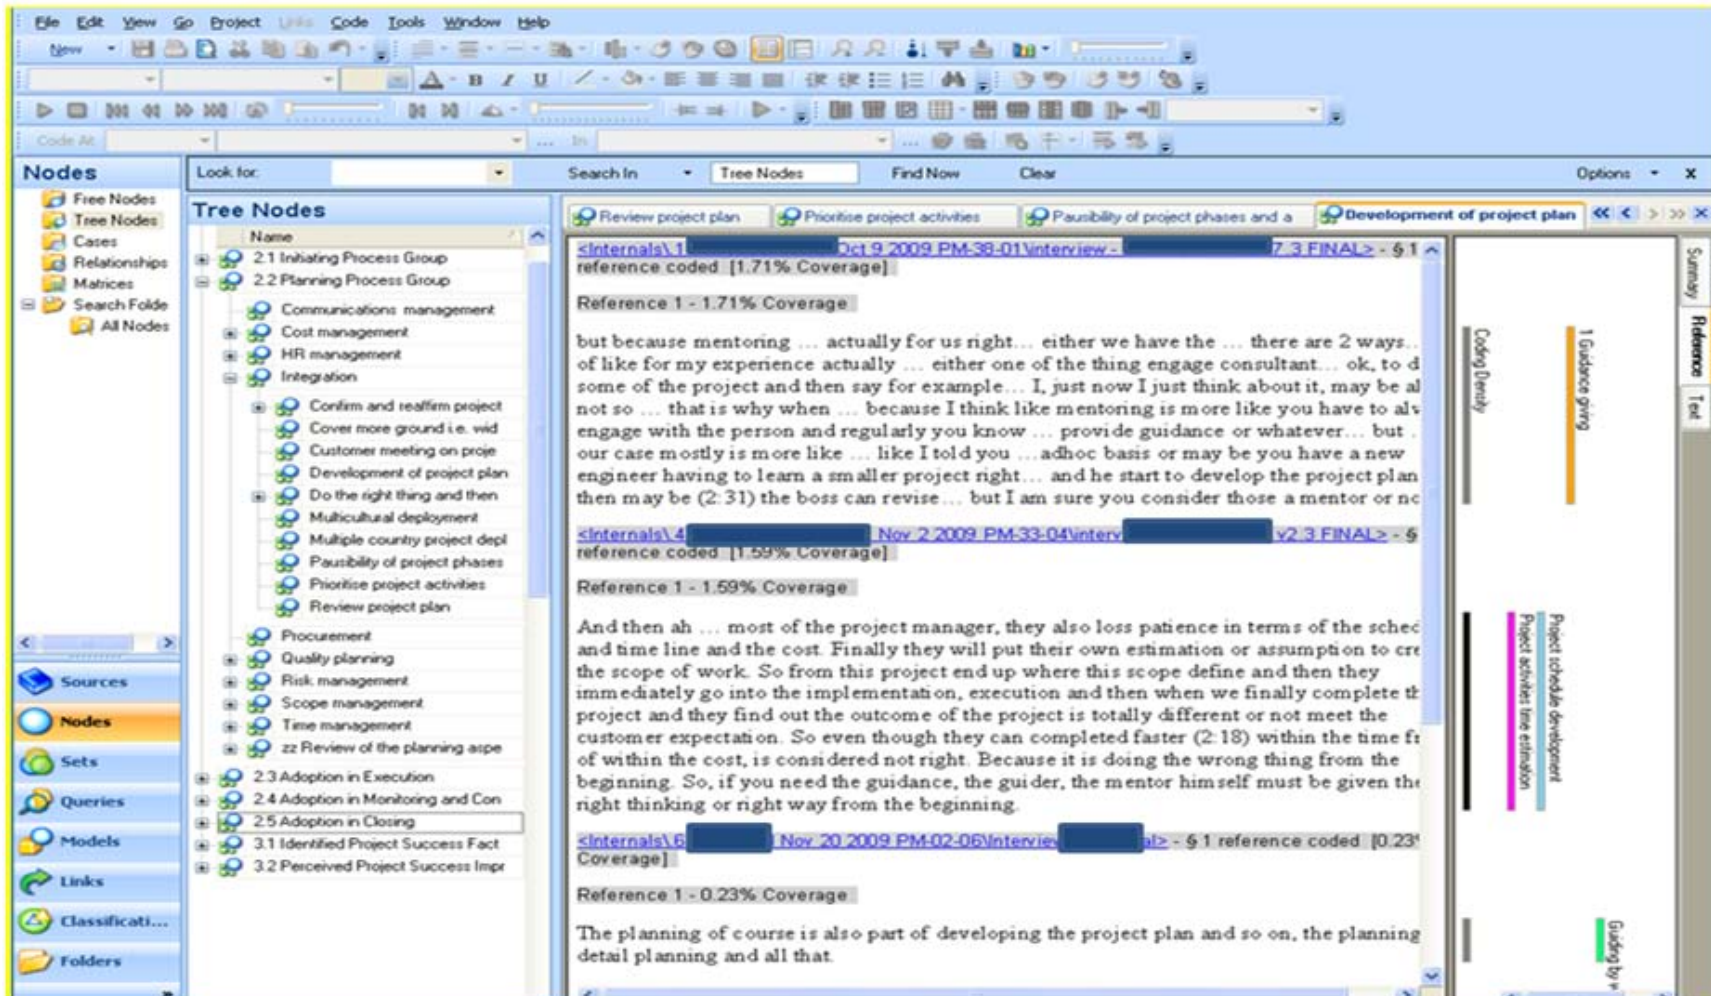 File Edit View Go Project Links Code Tools Window Help
New
B I U
Code At In
Nodes
Free Nodes
Tree Nodes
Cases
Relationships
Matrices
Search Folde
All Nodes
Sources
Nodes
Sets
Queries
Models
Links
Classificati...
Folders
Look for: Search In Tree Nodes Find Now Clear Options x
Tree Nodes
Name
2.1 Initiating Process Group
2.2 Planning Process Group
Communications management
Cost management
HR management
Integration
Confirm and reaffirm project
Cover more ground i.e. wid
Customer meeting on proje
Development of project plan
Do the right thing and then
Multicultural deployment
Multiple country project depl
Pausibility of project phases
Prioritise project activities
Review project plan
Procurement
Quality planning
Risk management
Scope management
Time management
zz Review of the planning aspe
2.3 Adoption in Execution
2.4 Adoption in Monitoring and Con
2.5 Adoption in Closing
3.1 Identified Project Success Fact
3.2 Perceived Project Success Impr
Review project plan Prioritise project activities Pausibility of project phases and a Development of project plan
<Internals\ 1 Oct 9 2009 PM-38-01\interview - 7.3 FINAL> - § 1
reference coded [1.71% Coverage]
Reference 1 - 1.71% Coverage
but because mentoring … actually for us right… either we have the … there are 2 ways…
of like for my experience actually … either one of the thing engage consultant… ok, to d
some of the project and then say for example… I, just now I just think about it, may be al
not so … that is why when … because I think like mentoring is more like you have to alw
engage with the person and regularly you know … provide guidance or whatever… but .
our case mostly is more like … like I told you …adhoc basis or may be you have a new
engineer having to learn a smaller project right… and he start to develop the project plan
then may be (2:31) the boss can revise… but I am sure you consider those a mentor or no
<Internals\ 4 Nov 2 2009 PM-33-04\interv v2.3 FINAL> - §
reference coded [1.59% Coverage]
Reference 1 - 1.59% Coverage
And then ah … most of the project manager, they also loss patience in terms of the sched
and time line and the cost. Finally they will put their own estimation or assumption to cre
the scope of work. So from this project end up where this scope define and then they
immediately go into the implementation, execution and then when we finally complete th
project and they find out the outcome of the project is totally different or not meet the
customer expectation. So even though they can completed faster (2:18) within the time fr
of within the cost, is considered not right. Because it is doing the wrong thing from the
beginning. So, if you need the guidance, the guider, the mentor himself must be given the
right thinking or right way from the beginning.
<Internals\ 6 Nov 20 2009 PM-02-06\Interview al> - § 1 reference coded [0.23%
Coverage]
Reference 1 - 0.23% Coverage
The planning of course is also part of developing the project plan and so on, the planning
detail planning and all that.
Coding Density
1 Guidance giving
Project activities time estimation
Project schedule development
Guiding by
Summary
Reference
Text